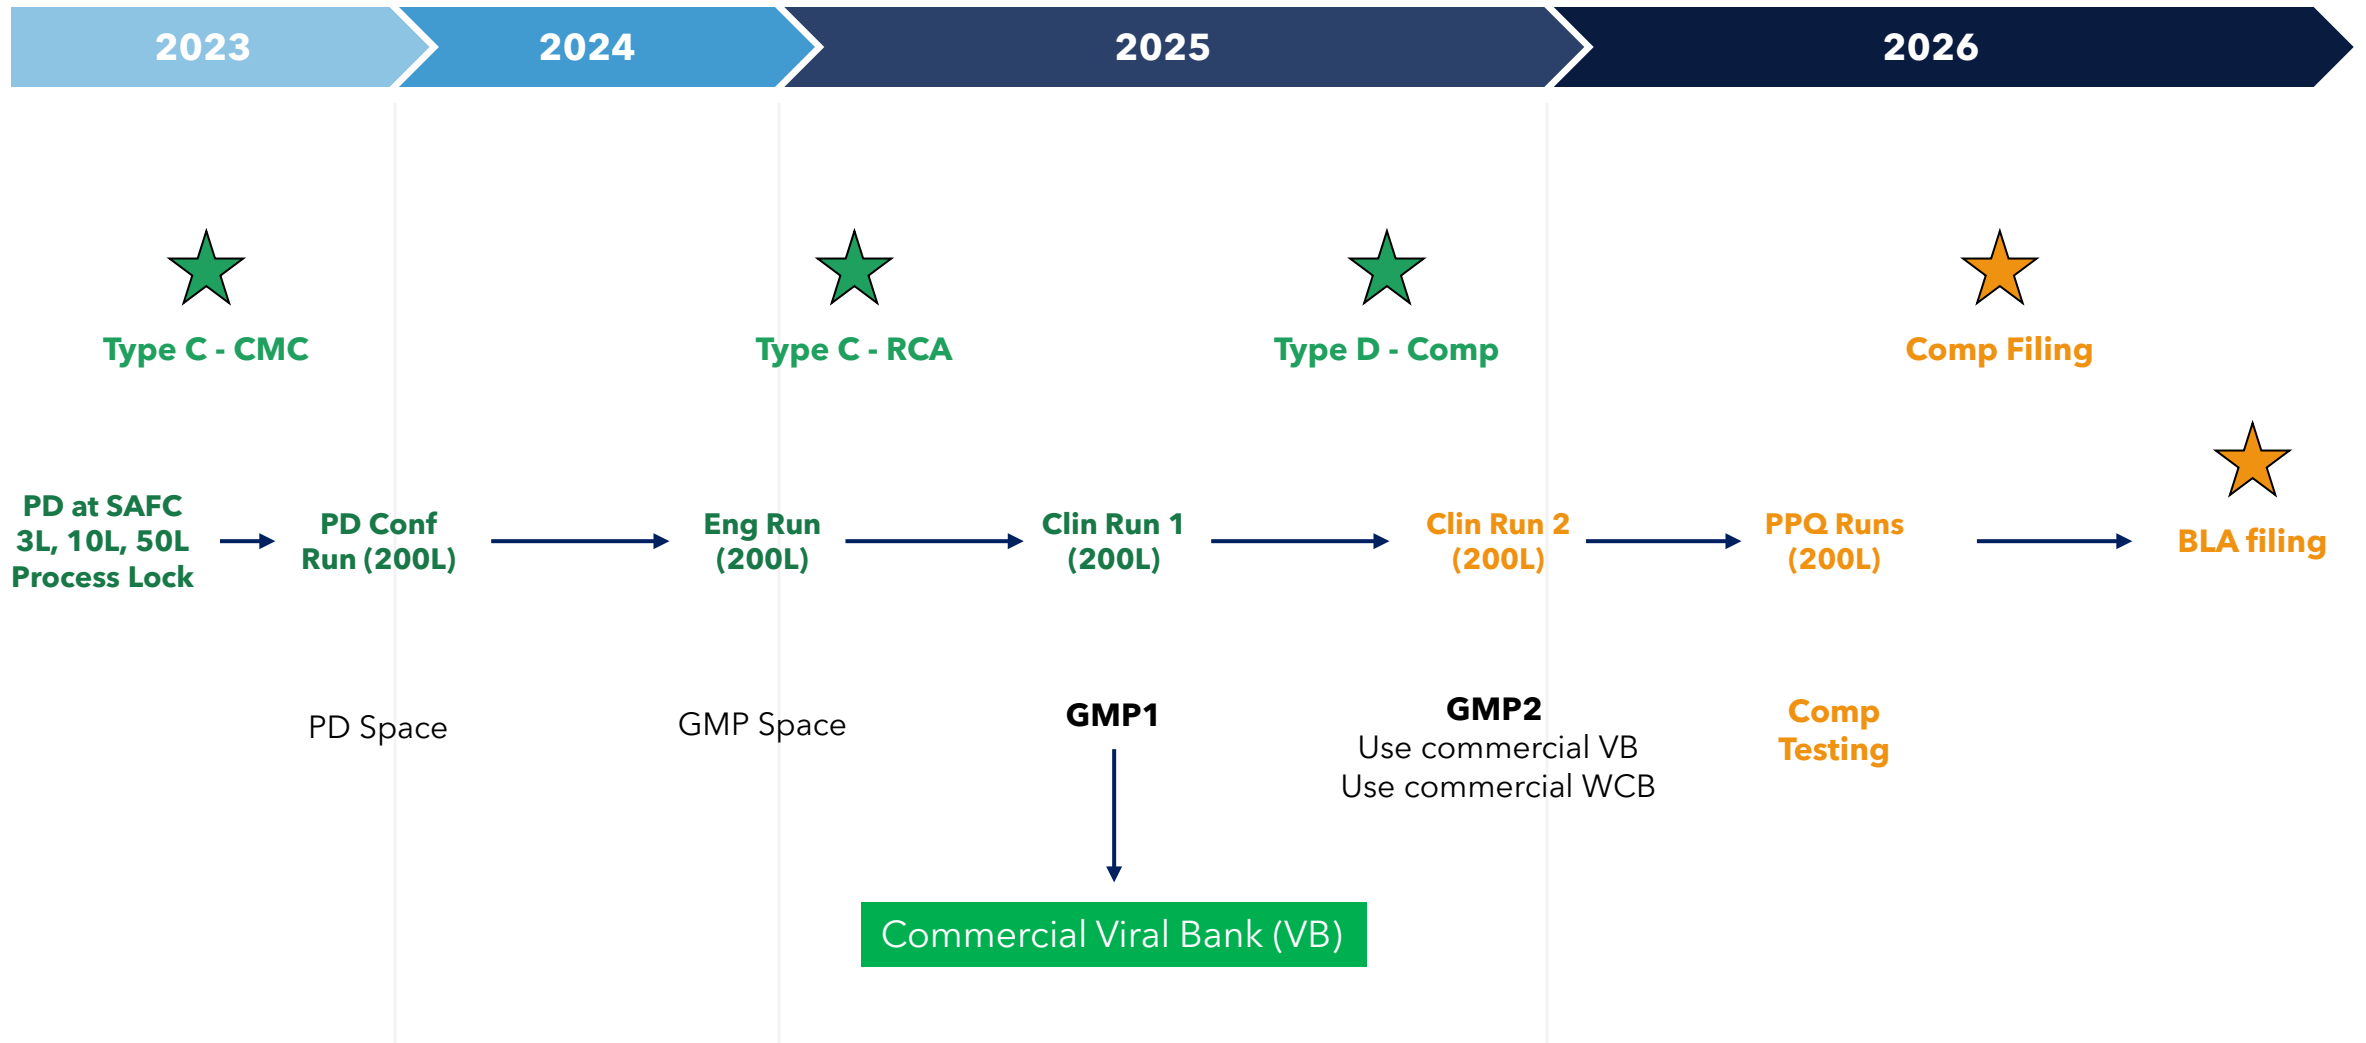 2023
2024
2025
2026
Type C - CMC
Type C - RCA
Type D - Comp
Comp Filing
PD at SAFC
3L, 10L, 50L
Process Lock
PD Conf
Run (200L)
Eng Run
(200L)
Clin Run 1
(200L)
Clin Run 2
(200L)
PPQ Runs
(200L)
BLA filing
PD Space
GMP Space
GMP1
GMP2
Use commercial VB
Use commercial WCB
Comp
Testing
Commercial Viral Bank (VB)